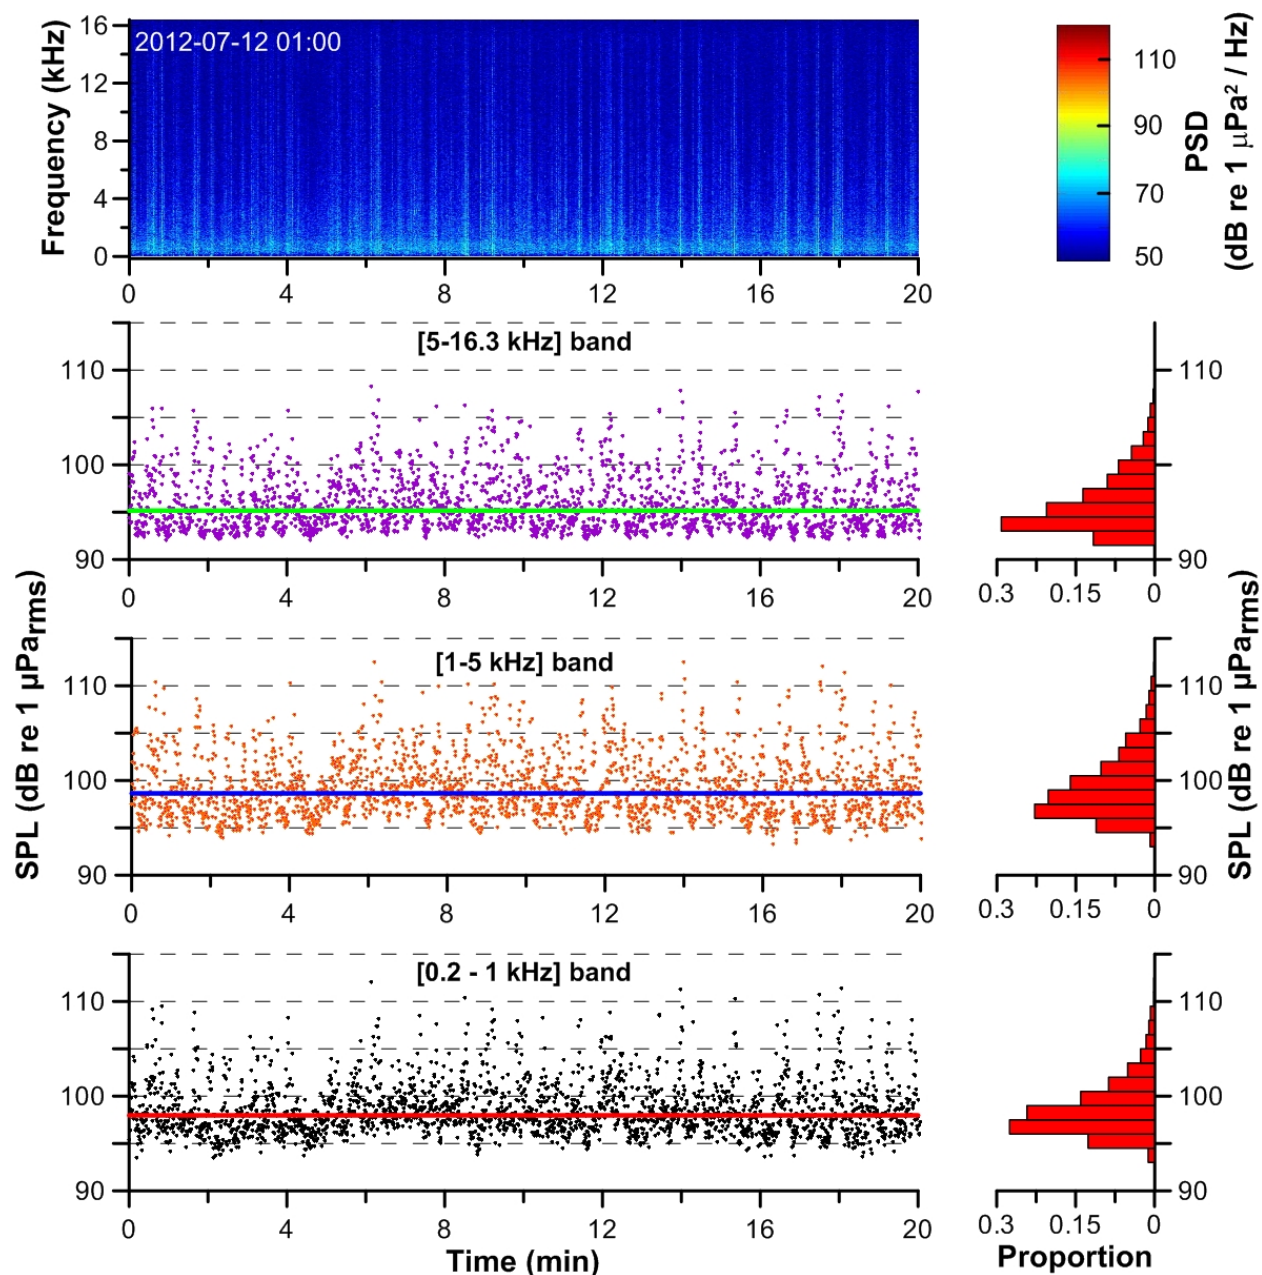 2012-07-12 01:00
Frequency (kHz)
16
12
8
4
0
0 4 8 12 16 20
110
90
70
50
PSD
(dB re 1 µPa² / Hz)
[5-16.3 kHz] band
110
100
90
0 4 8 12 16 20
110
90
0.3 0.15 0
SPL (dB re 1 µParms)
[1-5 kHz] band
110
100
90
0 4 8 12 16 20
110
100
90
0.3 0.15 0
SPL (dB re 1 µParms)
[0.2 - 1 kHz] band
110
100
90
0 4 8 12 16 20
Time (min)
110
100
90
0.3 0.15 0
Proportion